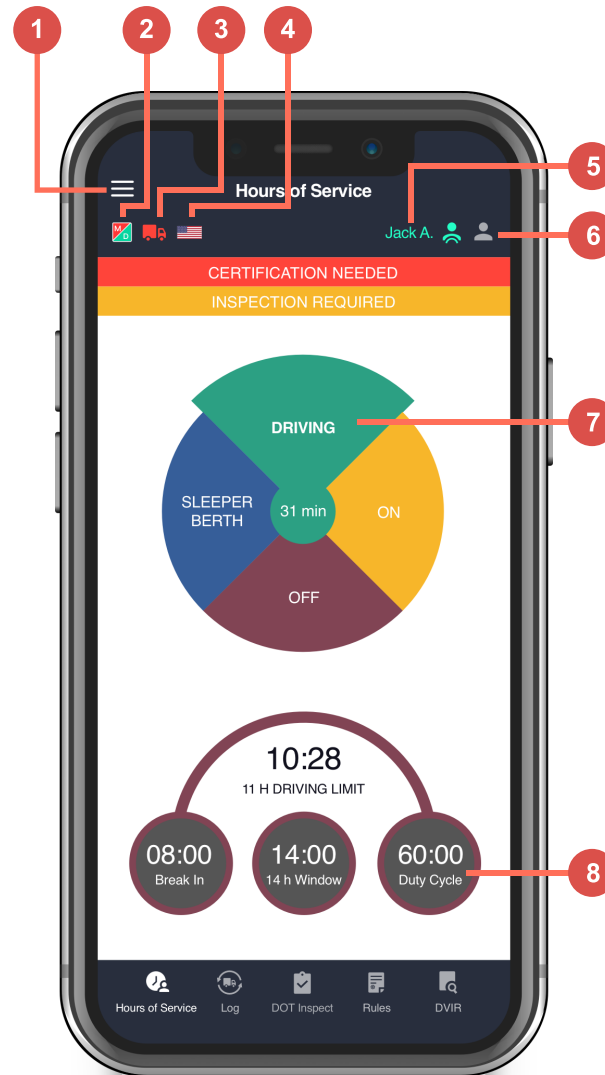 1
2
3
4
Hours of Service
5
M/D
Jack A.
6
CERTIFICATION NEEDED
INSPECTION REQUIRED
DRIVING
7
SLEEPER
BERTH
31 min
ON
OFF
10:28
11 H DRIVING LIMIT
08:00
Break In
14:00
14 h Window
60:00
Duty Cycle
8
Hours of Service
Log
DOT Inspect
Rules
DVIR